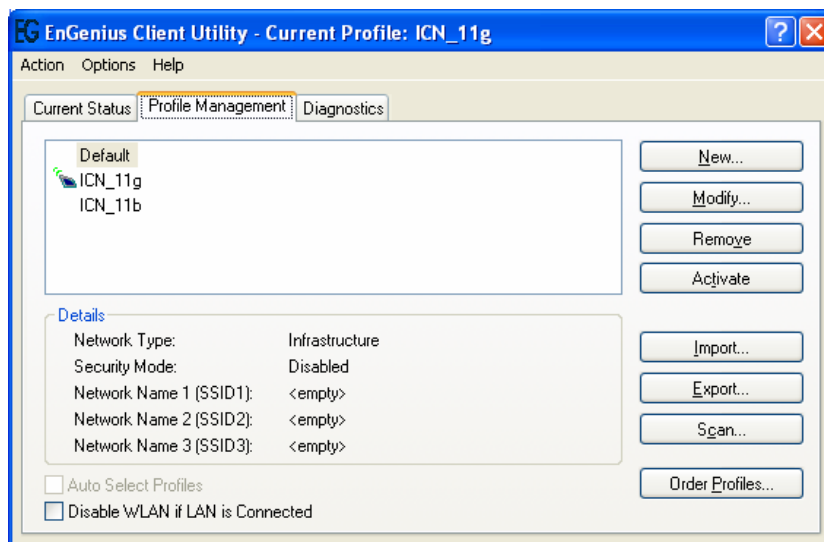 EG EnGenius Client Utility - Current Profile: ICN_11g
Action Options Help
Current Status Profile Management Diagnostics
Default
ICN_11g
ICN_11b
New...
Modify...
Remove
Activate
Details
Network Type: Infrastructure
Security Mode: Disabled
Network Name 1 (SSID1): <empty>
Network Name 2 (SSID2): <empty>
Network Name 3 (SSID3): <empty>
Import...
Export...
Scan...
Order Profiles...
Auto Select Profiles
Disable WLAN if LAN is Connected